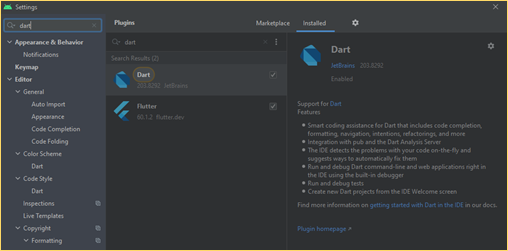 Settings
dart
Appearance & Behavior
Notifications
Keymap
Editor
General
Auto Import
Appearance
Code Completion
Code Folding
Color Scheme
Dart
Code Style
Dart
Inspections
Live Templates
Copyright
Formatting
Plugins
Marketplace
Installed
dart
Search Results (2)
Dart
203.8292 JetBrains
Flutter
60.1.2 flutter.dev
Dart
JetBrains 203.8292
Enabled
Support for Dart
Features
• Smart coding assistance for Dart that includes code completion,
formatting, navigation, intentions, refactorings, and more
• Integration with pub and the Dart Analysis Server
• The IDE detects the problems with your code on-the-fly and
suggests ways to automatically fix them
• Run and debug Dart command-line and web applications right in
the IDE using the built-in debugger
• Run and debug tests
• Create new Dart projects from the IDE Welcome screen
Find more information on getting started with Dart in the IDE in our docs.
Plugin homepage ↗